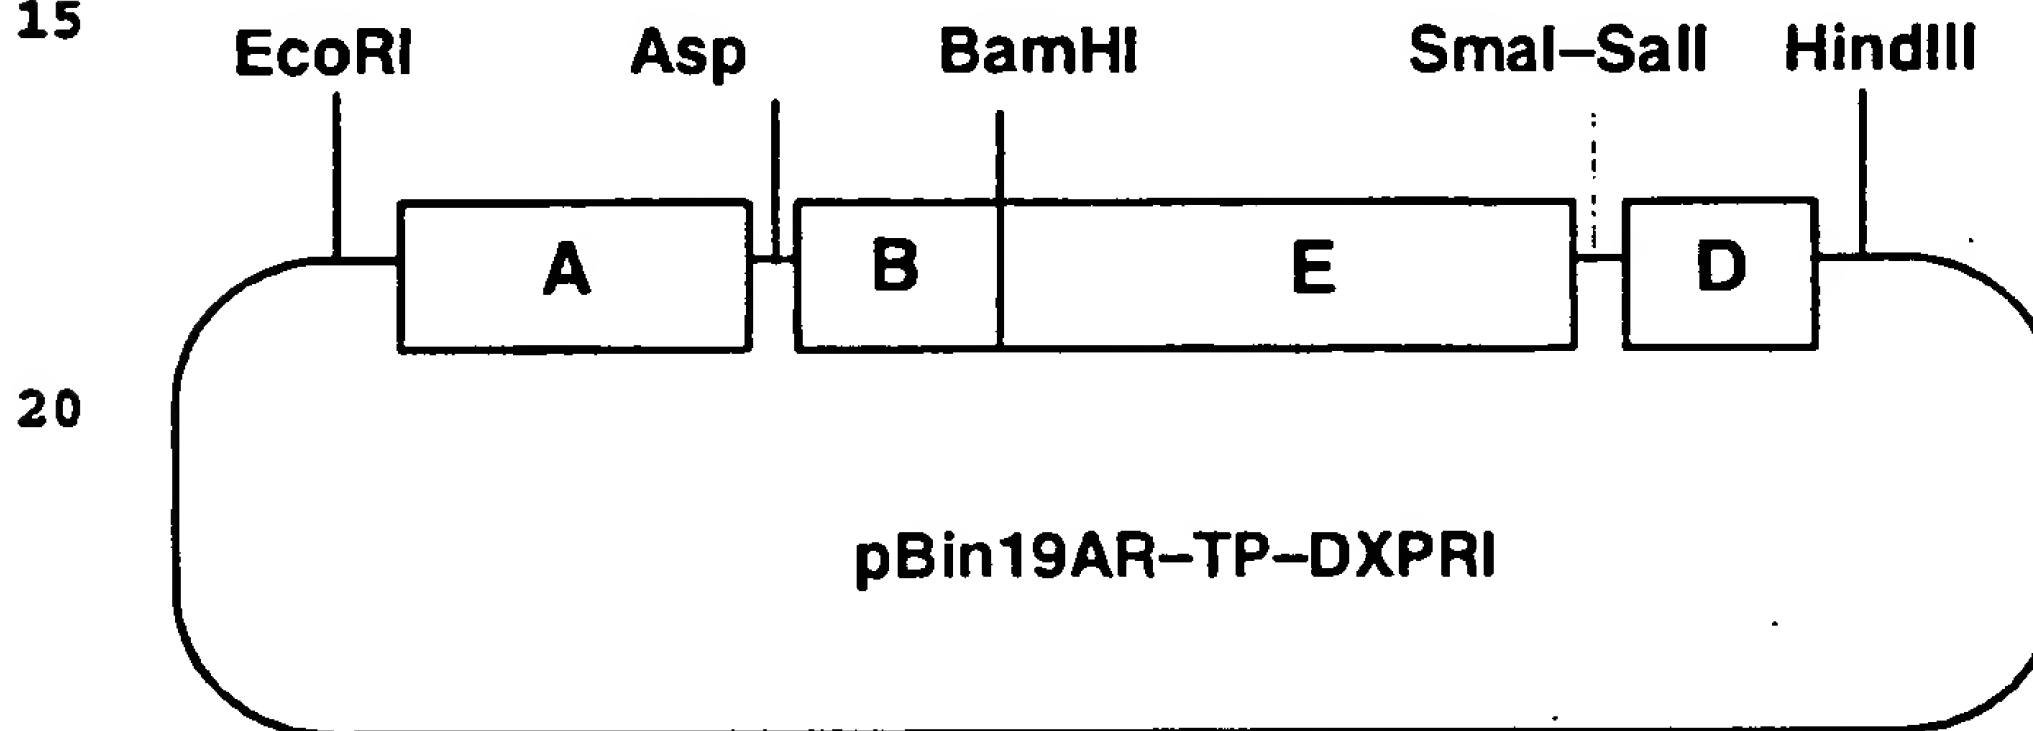 15
EcoRI Asp BamHI SmaI–SalI HindIII
A B E D
20
pBin19AR–TP–DXPRI